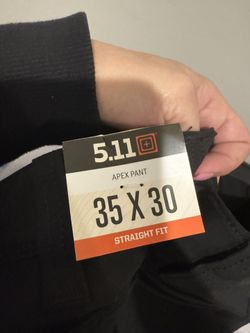 5.11
APEX PANT
35 X 30
STRAIGHT FIT